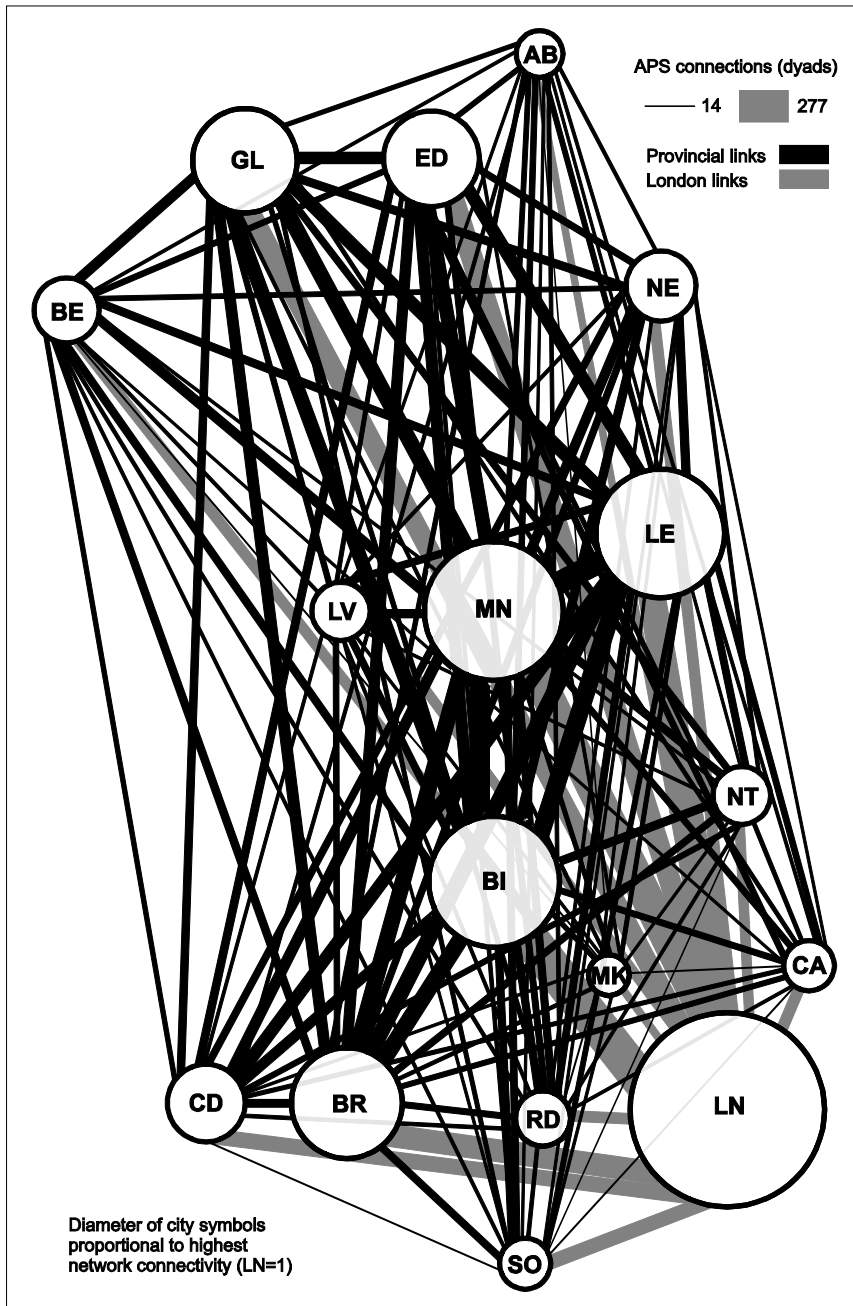 AB
APS connections (dyads)
14
277
Provincial links
London links
GL
ED
BE
NE
LE
MN
LV
NT
BI
MK
CA
CD
BR
RD
LN
SO
Diameter of city symbols
proportional to highest
network connectivity (LN=1)